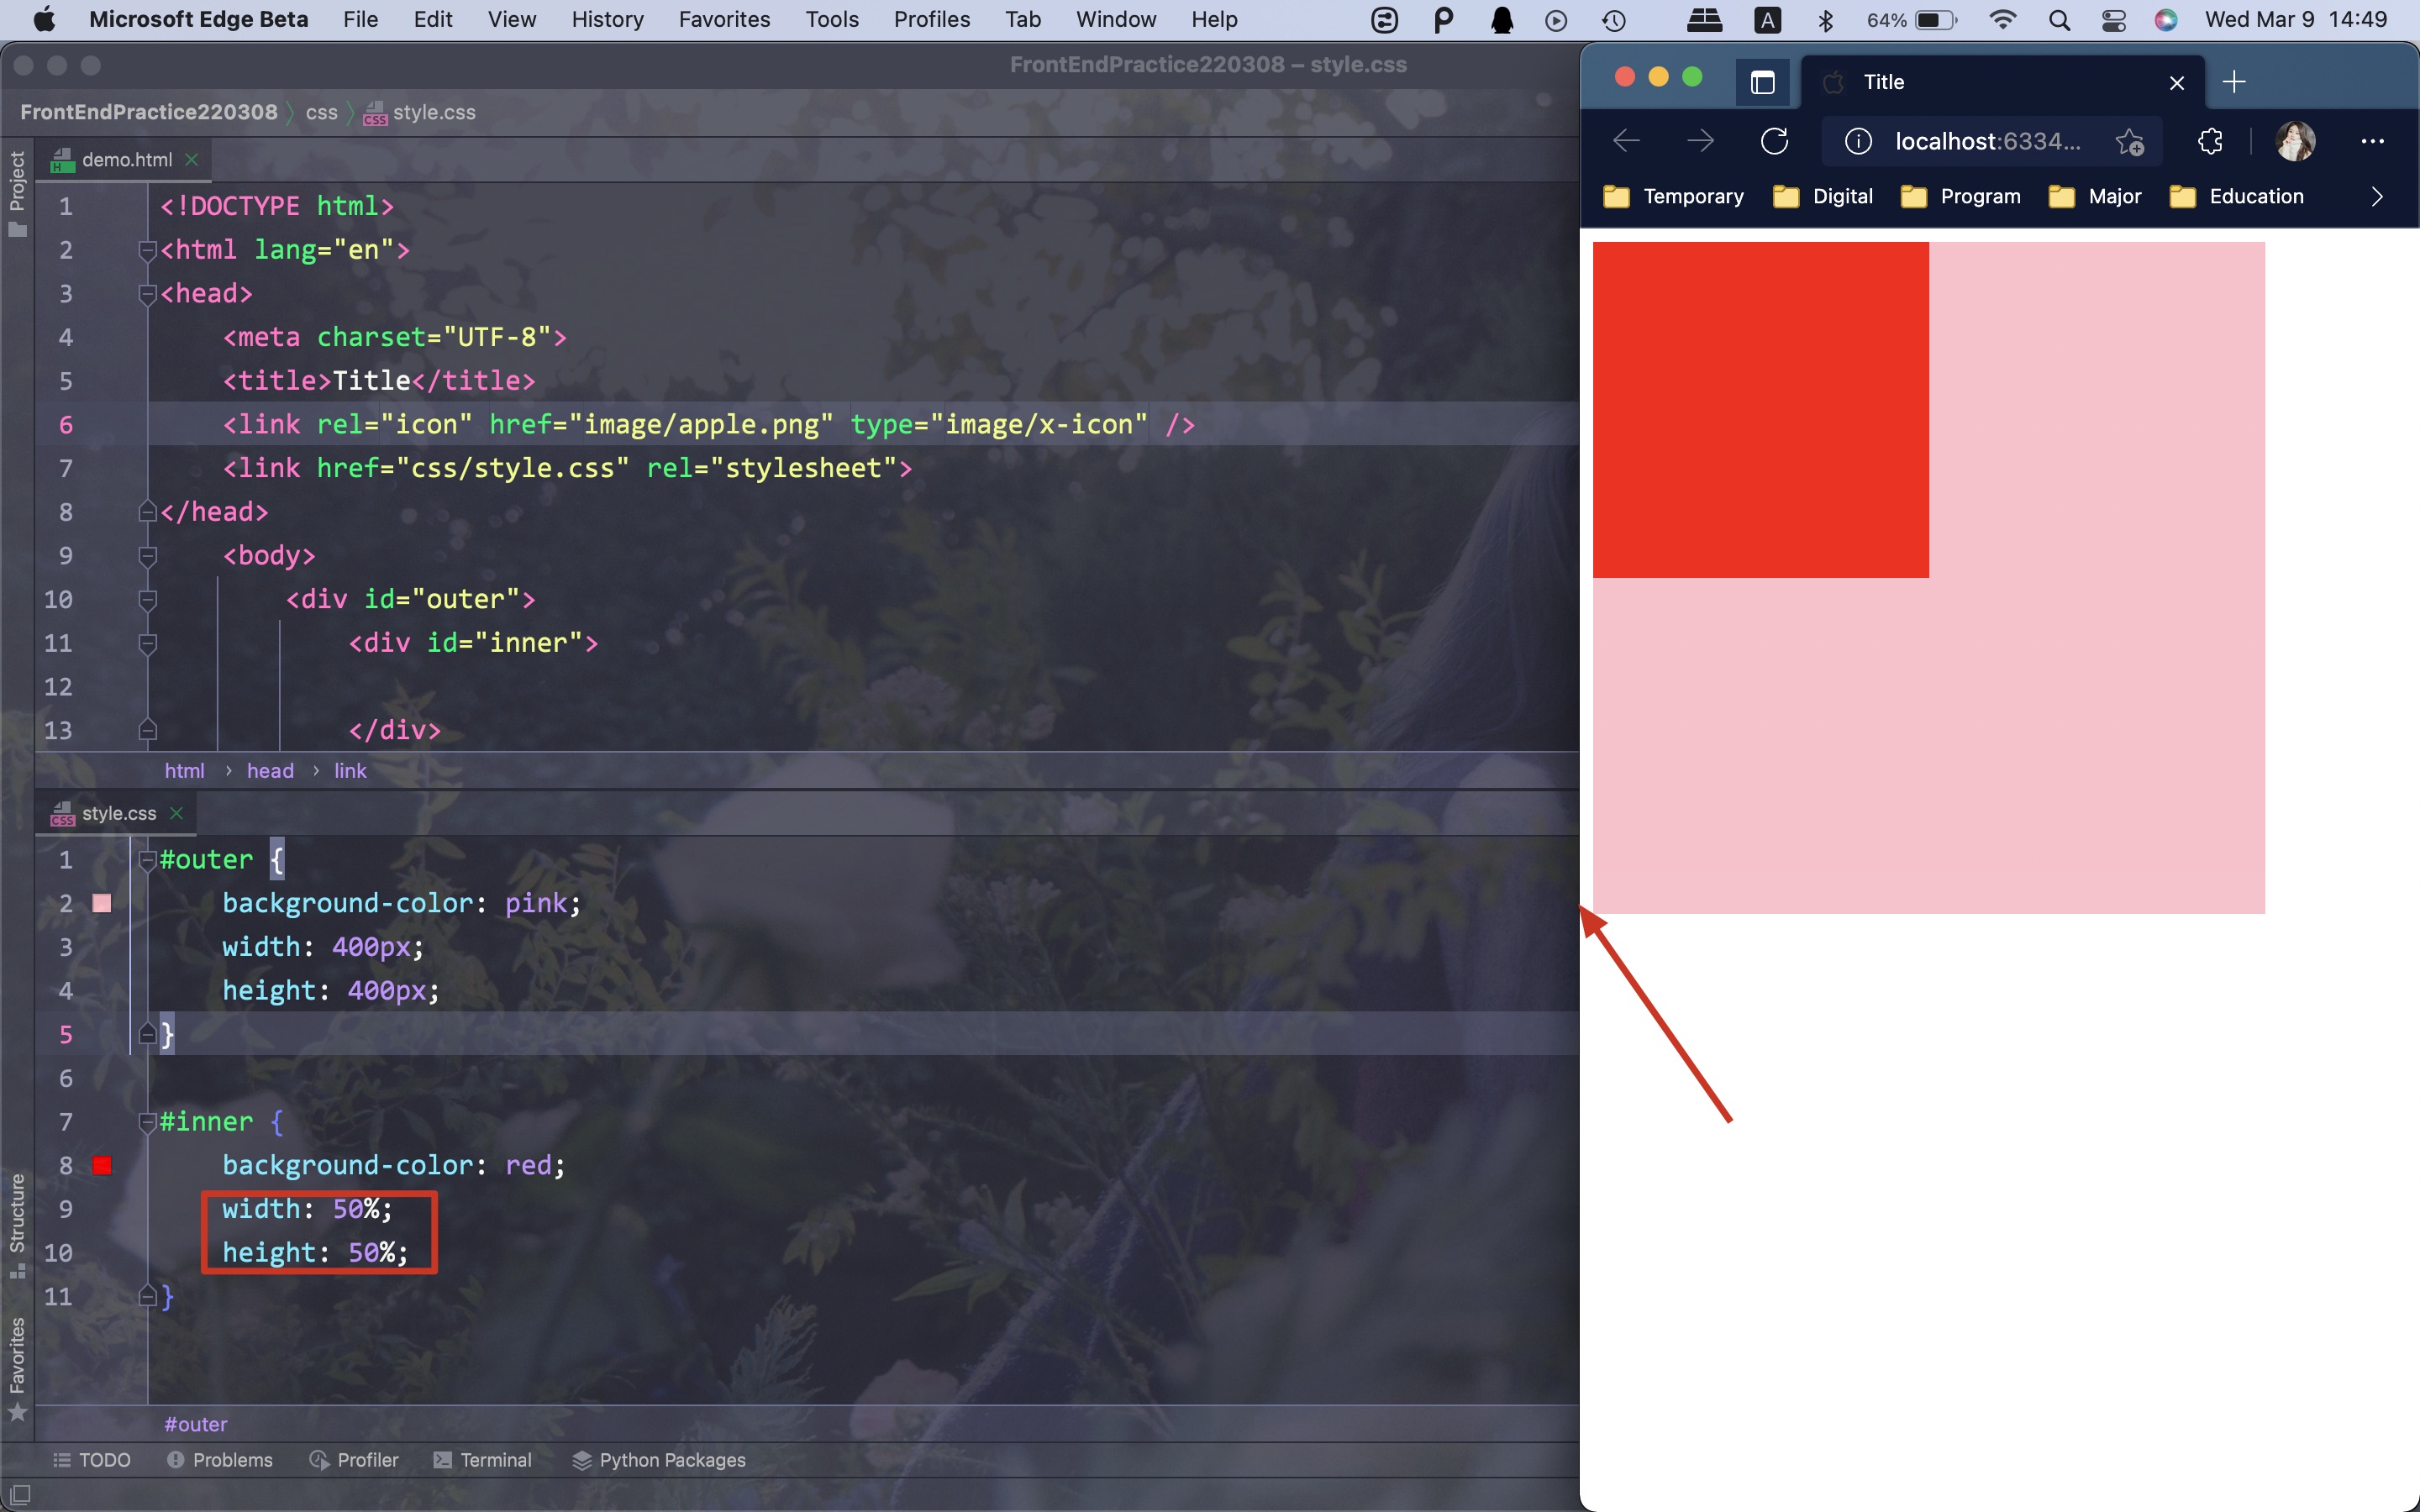 Microsoft Edge Beta File Edit View History Favorites Tools Profiles Tab Window Help A 64% Wed Mar 9 14:49
FrontEndPractice220308 – style.css
FrontEndPractice220308 css style.css
Project
demo.html
1 <!DOCTYPE html>
2 <html lang="en">
3 <head>
4 <meta charset="UTF-8">
5 <title>Title</title>
6 <link rel="icon" href="image/apple.png" type="image/x-icon" />
7 <link href="css/style.css" rel="stylesheet">
8 </head>
9 <body>
10 <div id="outer">
11 <div id="inner">
12
13 </div>
html › head › link
style.css
1 #outer {
2 background-color: pink;
3 width: 400px;
4 height: 400px;
5 }
6
7 #inner {
8 background-color: red;
9 width: 50%;
10 height: 50%;
11 }
#outer
Structure
Favorites
TODO Problems Profiler Terminal Python Packages
Title
localhost:6334...
Temporary Digital Program Major Education